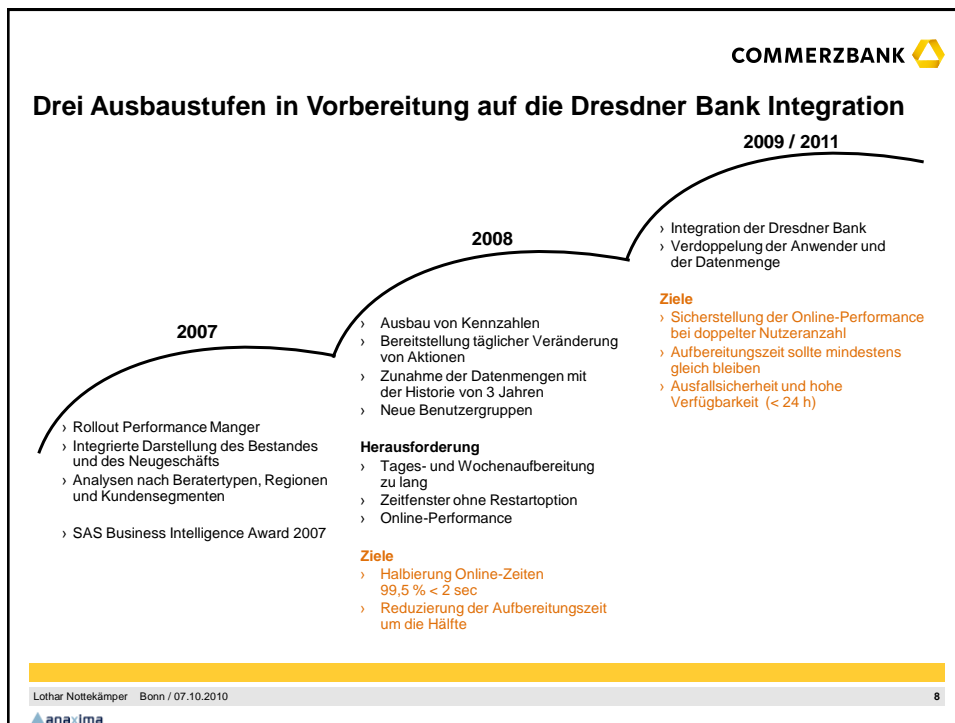 COMMERZBANK
Drei Ausbaustufen in Vorbereitung auf die Dresdner Bank Integration
2007
› Rollout Performance Manger
› Integrierte Darstellung des Bestandes
und des Neugeschäfts
› Analysen nach Beratertypen, Regionen
und Kundensegmenten
› SAS Business Intelligence Award 2007
2008
› Ausbau von Kennzahlen
› Bereitstellung täglicher Veränderung
von Aktionen
› Zunahme der Datenmengen mit
der Historie von 3 Jahren
› Neue Benutzergruppen
Herausforderung
› Tages- und Wochenaufbereitung
zu lang
› Zeitfenster ohne Restartoption
› Online-Performance
Ziele
› Halbierung Online-Zeiten
99,5 % < 2 sec
› Reduzierung der Aufbereitungszeit
um die Hälfte
2009 / 2011
› Integration der Dresdner Bank
› Verdoppelung der Anwender und
der Datenmenge
Ziele
› Sicherstellung der Online-Performance
bei doppelter Nutzeranzahl
› Aufbereitungszeit sollte mindestens
gleich bleiben
› Ausfallsicherheit und hohe
Verfügbarkeit (< 24 h)
Lothar Nottekämper Bonn / 07.10.2010 8
anaxima